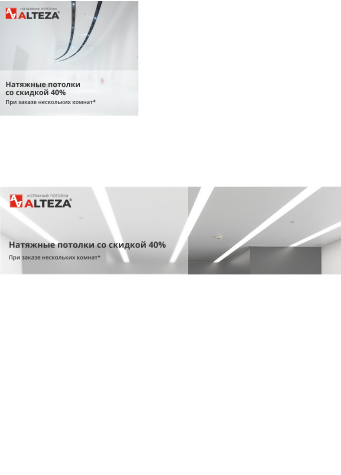 НАТЯЖНЫЕ ПОТОЛКИ
ALTEZA
Натяжные потолки
со скидкой 40%
При заказе нескольких комнат*
НАТЯЖНЫЕ ПОТОЛКИ
ALTEZA
Натяжные потолки со скидкой 40%
При заказе нескольких комнат*